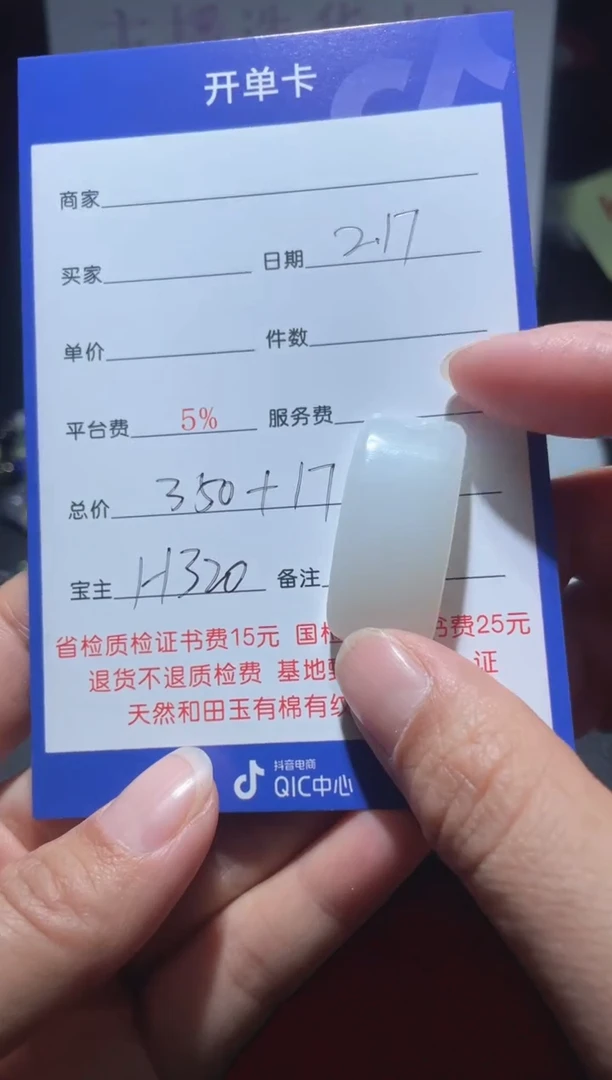 开单卡
商家
买家 日期 2.17
单价 件数
平台费 5% 服务费
总价 350+17
宝主 H320 备注
省检质检证书费15元 国检 书费25元
退货不退质检费 基地 证
天然和田玉有棉有纹
抖音电商
QIC中心